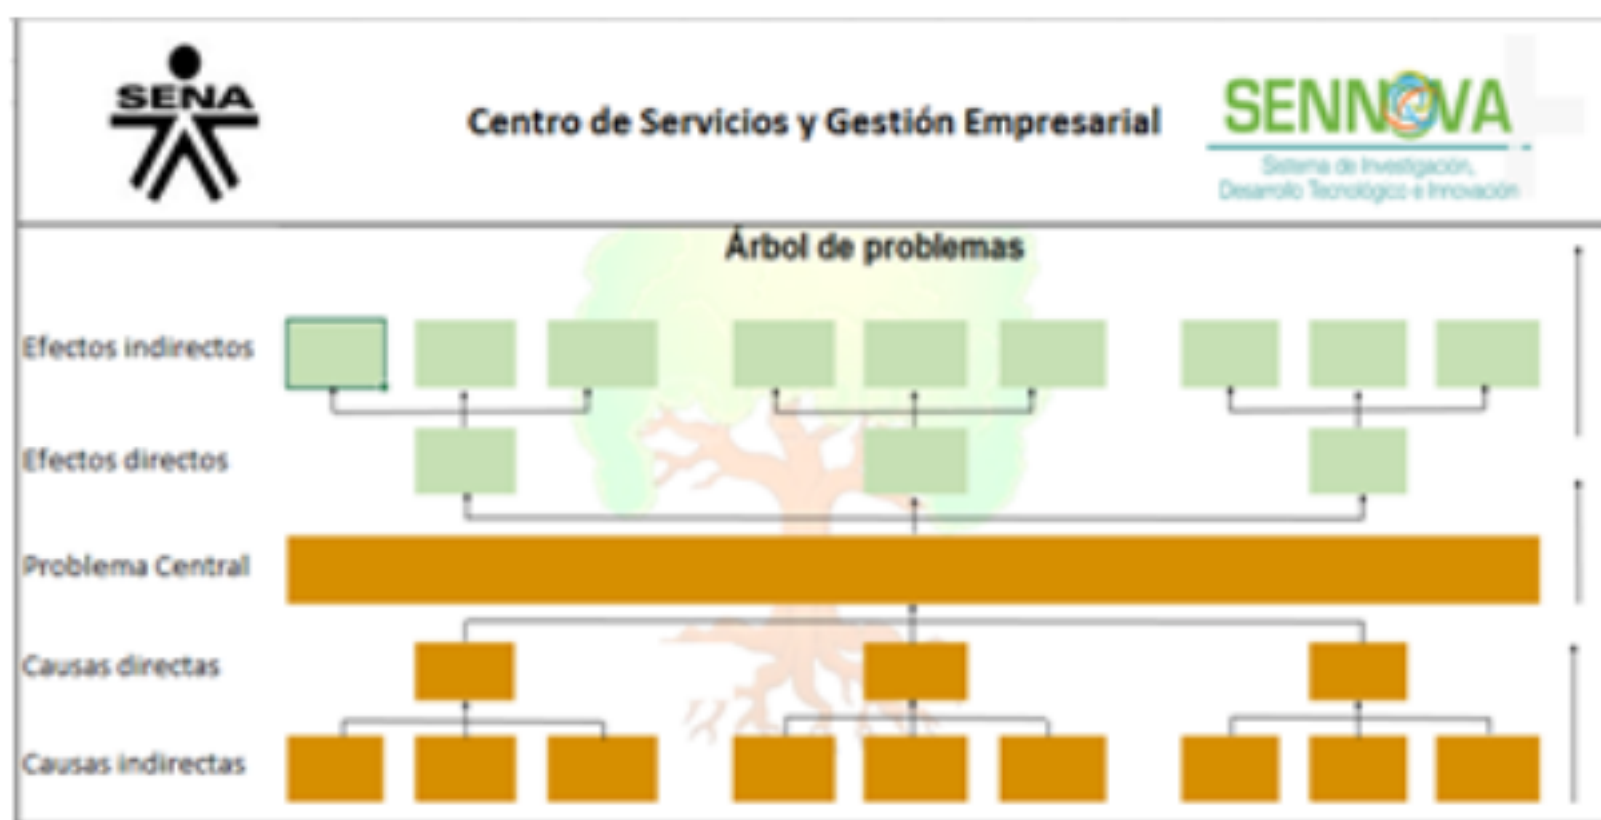 SENA
Centro de Servicios y Gestión Empresarial
SENNOVA
Sistema de Investigación,
Desarrollo Tecnológico e Innovación
Árbol de problemas
Efectos indirectos
Efectos directos
Problema Central
Causas directas
Causas indirectas